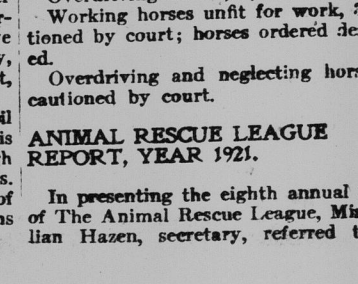 Working horses unfit for work,
tioned by court; horses ordered
ed.
Overdriving and neglecting
cautioned by court.
ANIMAL RESCUE LEAGUE
REPORT, YEAR 1921.
In presenting the eighth annual
of The Animal Rescue League,
lian Hazen, secretary, referred